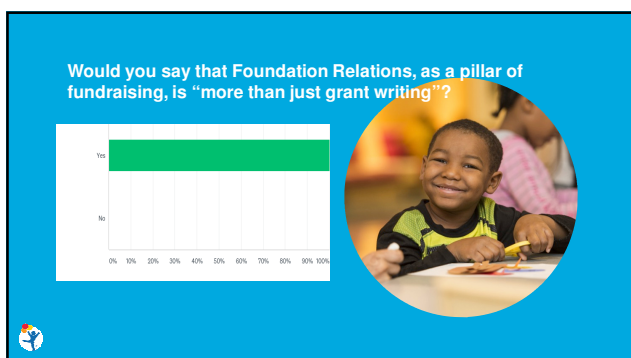 Would you say that Foundation Relations, as a pillar of
fundraising, is “more than just grant writing”?
Yes
No
0% 10% 20% 30% 40% 50% 60% 70% 80% 90% 100%